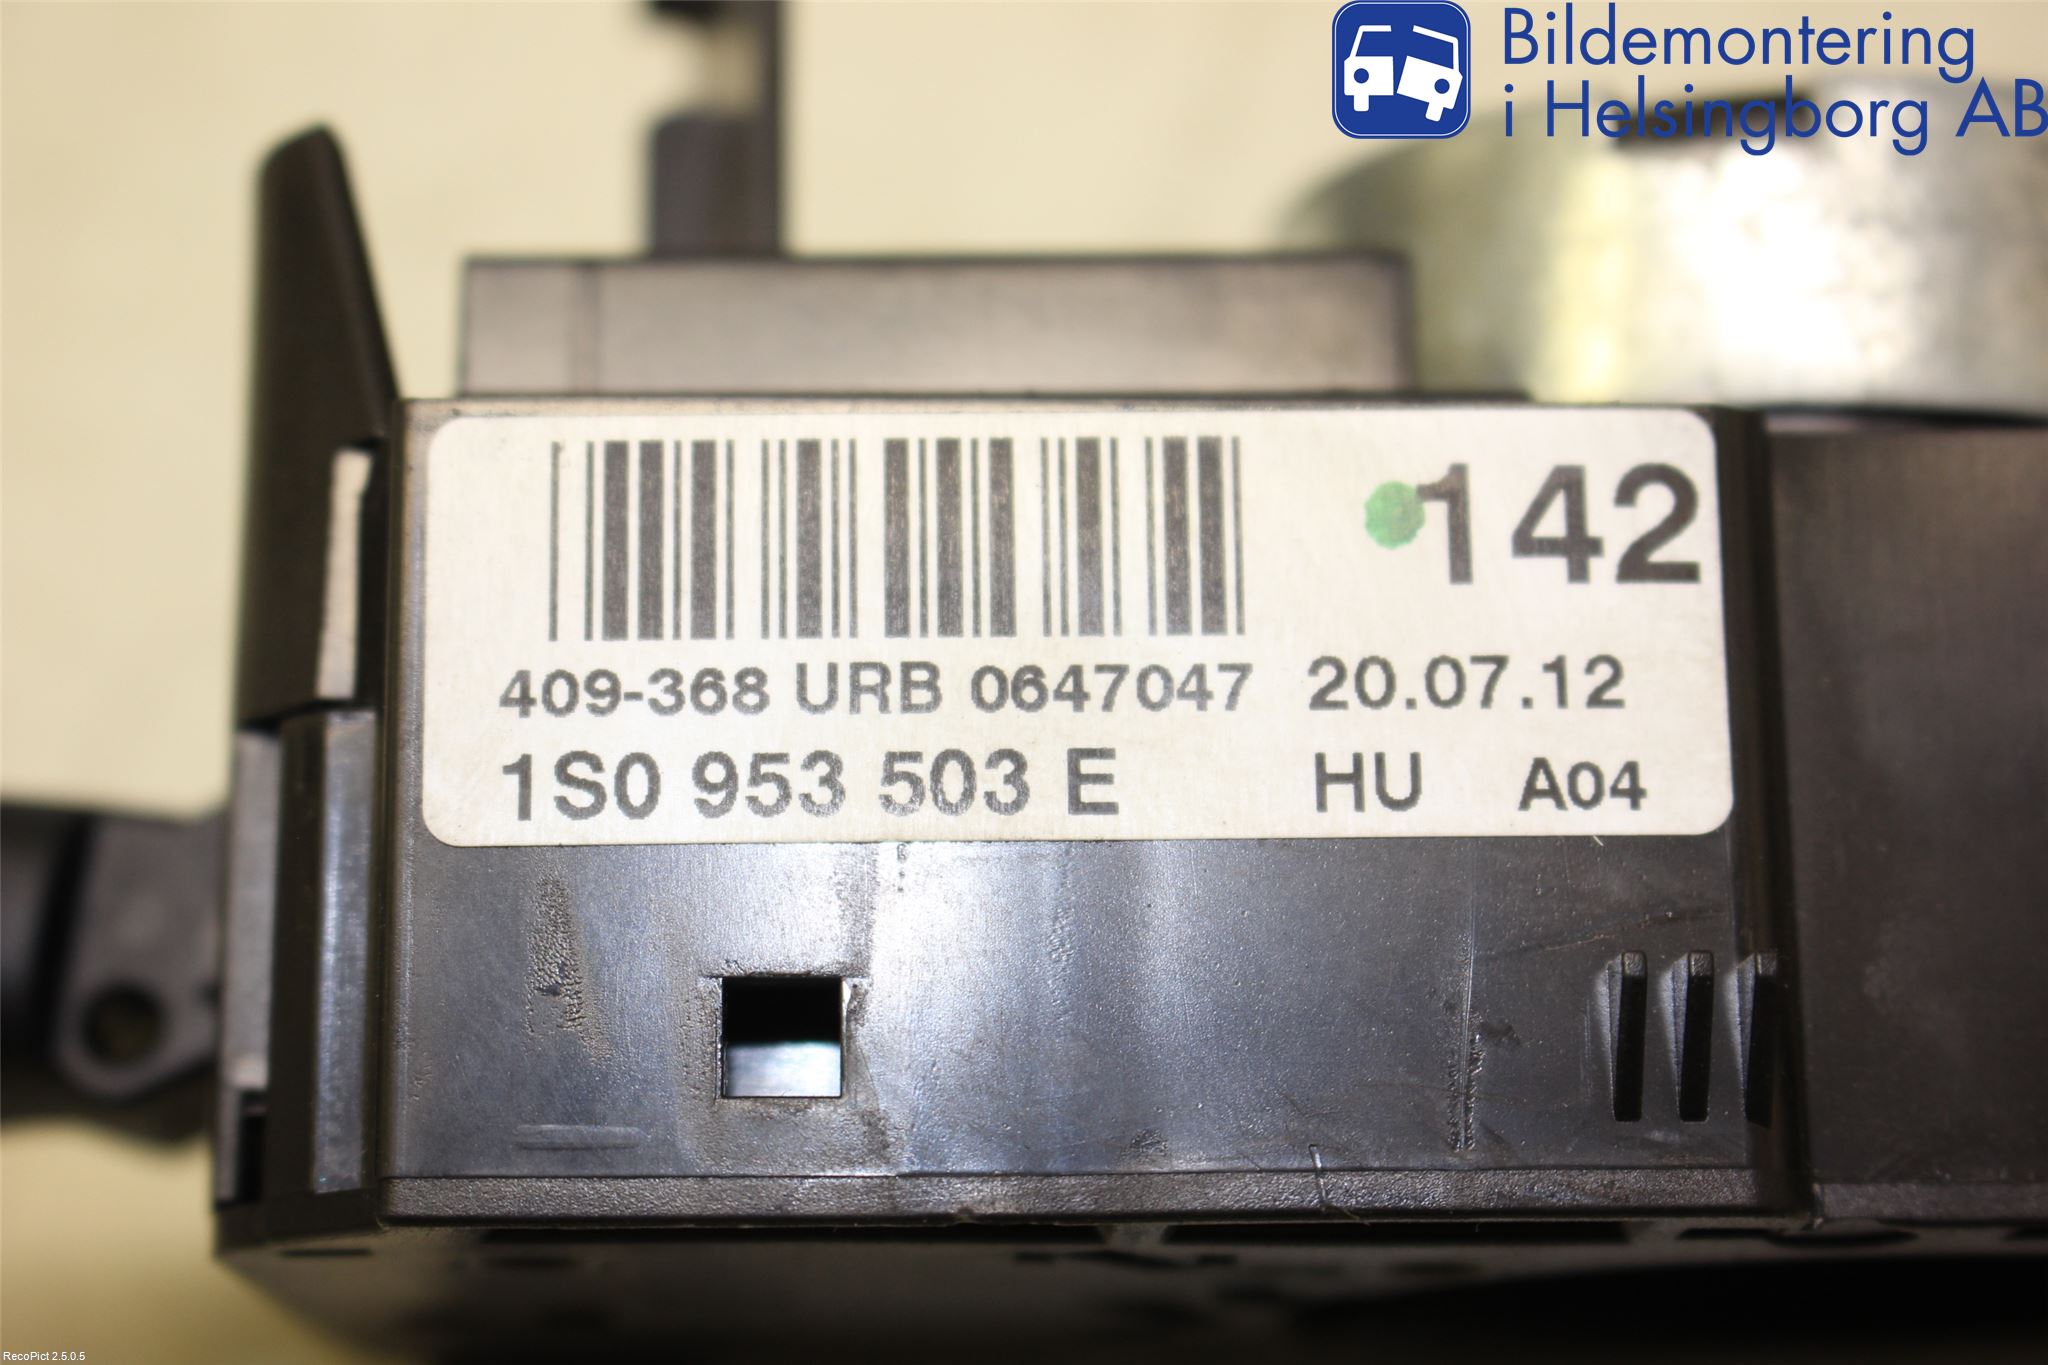 Bildemontering
i Helsingborg AB
142
409-368 URB 0647047 20.07.12
1S0 953 503 E HU A04
RecoPict 2.5.0.5